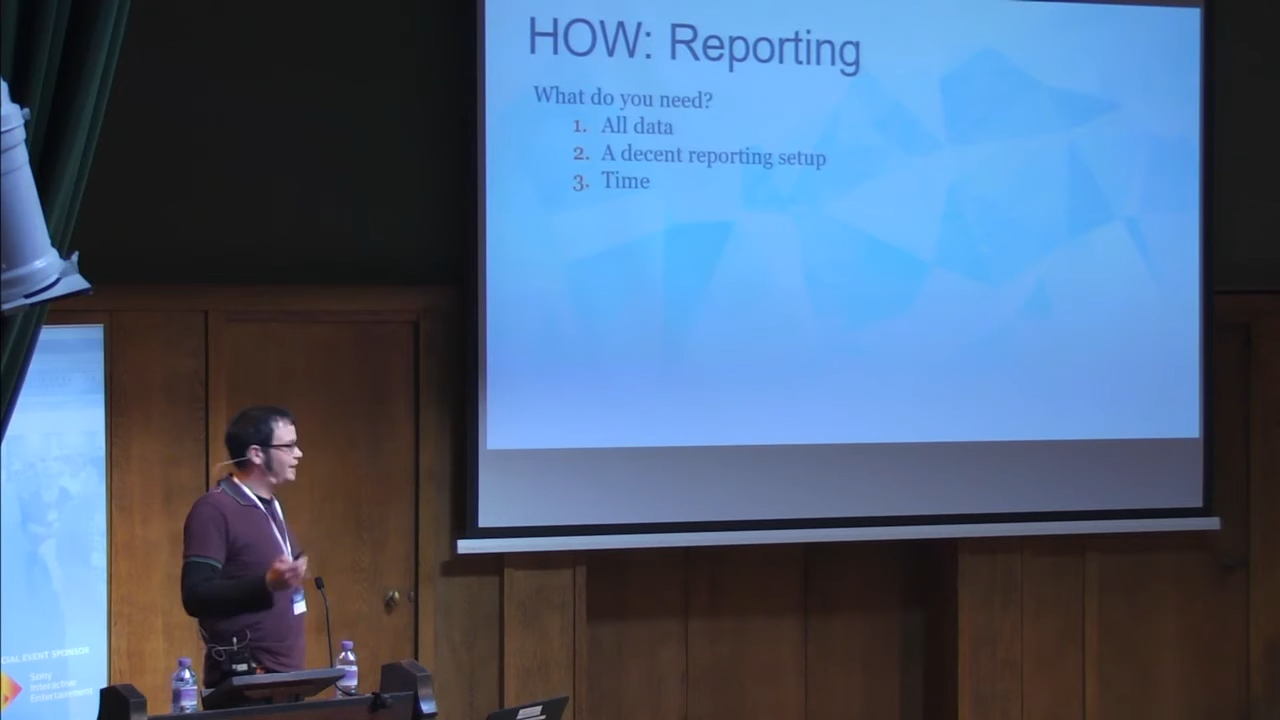 HOW: Reporting
What do you need?
1. All data
2. A decent reporting setup
3. Time
CIAL EVENT SPONSOR
Sony
Interactive
Entertainment